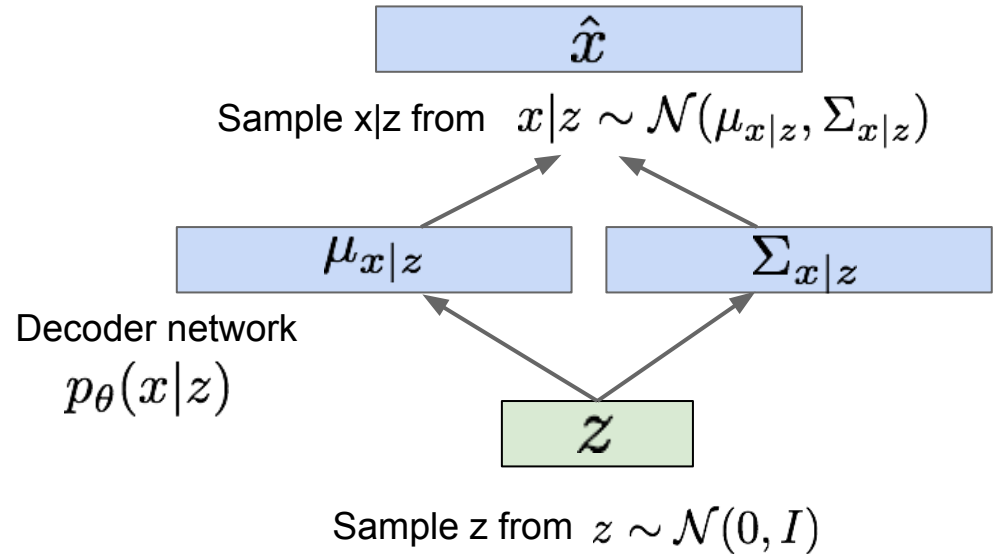 x̂
Sample x|z from x|z ∼ 𝒩(μ_{x|z}, Σ_{x|z})
μ_{x|z}
Σ_{x|z}
Decoder network
p_θ(x|z)
z
Sample z from z ∼ 𝒩(0, I)